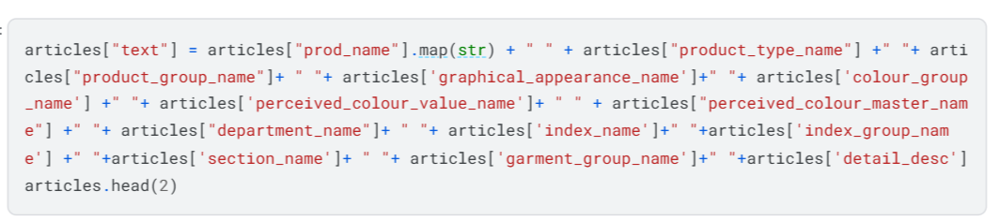 articles["text"] = articles["prod_name"].map(str) + " " + articles["product_type_name"] +" "+ arti
cles["product_group_name"]+ " "+ articles['graphical_appearance_name']+" "+ articles['colour_group
_name'] +" "+ articles['perceived_colour_value_name']+ " " + articles["perceived_colour_master_nam
e"] +" "+ articles["department_name"]+ " "+ articles['index_name']+" "+articles['index_group_nam
e'] +" "+articles['section_name']+ " "+ articles['garment_group_name']+" "+articles['detail_desc']
articles.head(2)